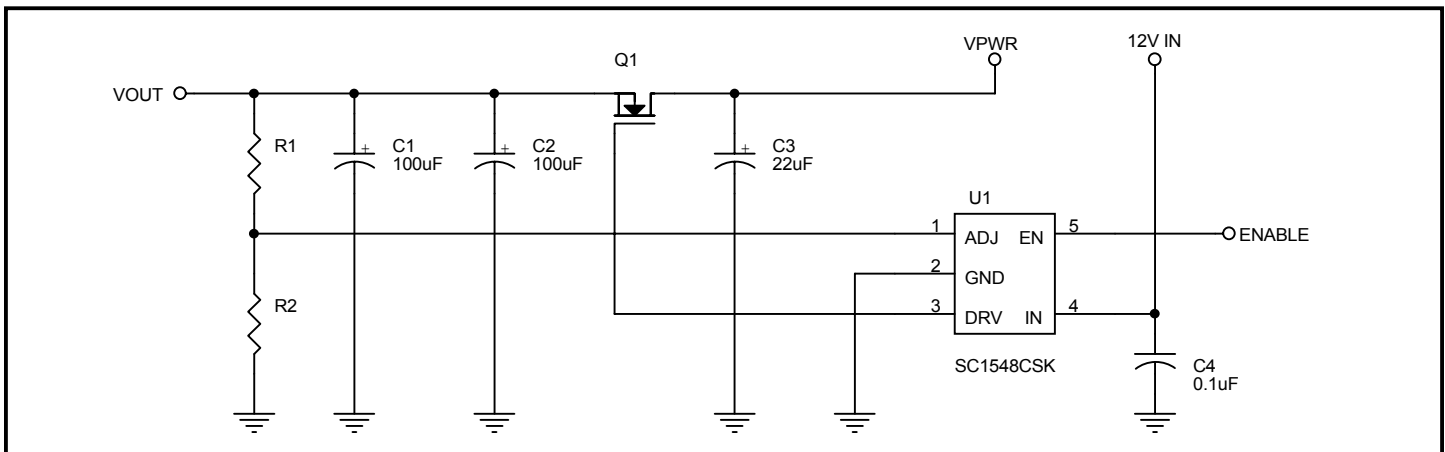 VPWR
12V IN
Q1
VOUT
R1
C1
100uF
+
C2
100uF
+
C3
22uF
+
U1
1
ADJ
EN
5
ENABLE
2
GND
R2
3
DRV
IN
4
SC1548CSK
C4
0.1uF